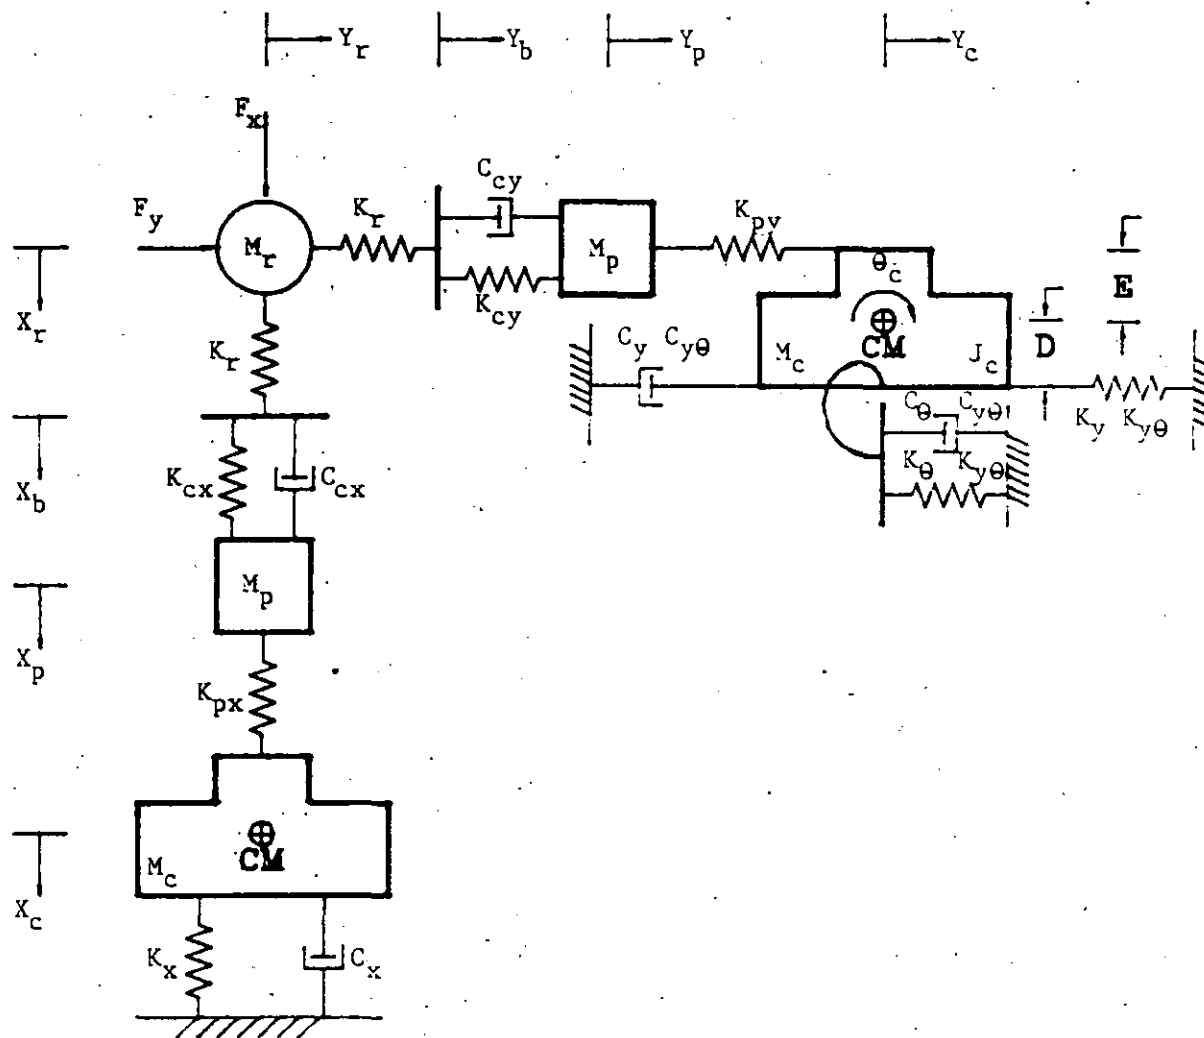 Y_r Y_b Y_p Y_c
F_x
C_cy
F_y K_r K_py
M_r M_p θ_c
E
X_r K_cy
K_r C_y C_yθ M_c CM J_c D
K_y K_yθ
C_θ C_yθ
K_cx C_cx K_θ K_yθ
X_b
M_p
X_p
K_px
CM
M_c
X_c
K_x C_x